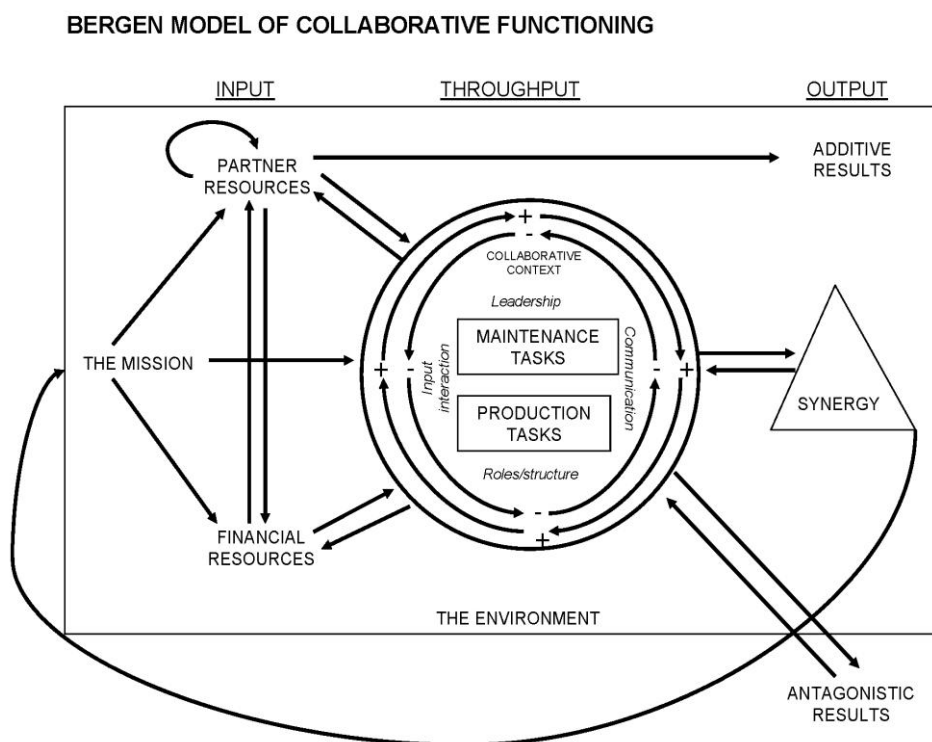 BERGEN MODEL OF COLLABORATIVE FUNCTIONING
INPUT
THROUGHPUT
OUTPUT
PARTNER
RESOURCES
ADDITIVE
RESULTS
+
-
COLLABORATIVE
CONTEXT
Leadership
MAINTENANCE
TASKS
THE MISSION
+
-
Input
interaction
Communication
-
+
SYNERGY
PRODUCTION
TASKS
Roles/structure
-
+
FINANCIAL
RESOURCES
THE ENVIRONMENT
ANTAGONISTIC
RESULTS